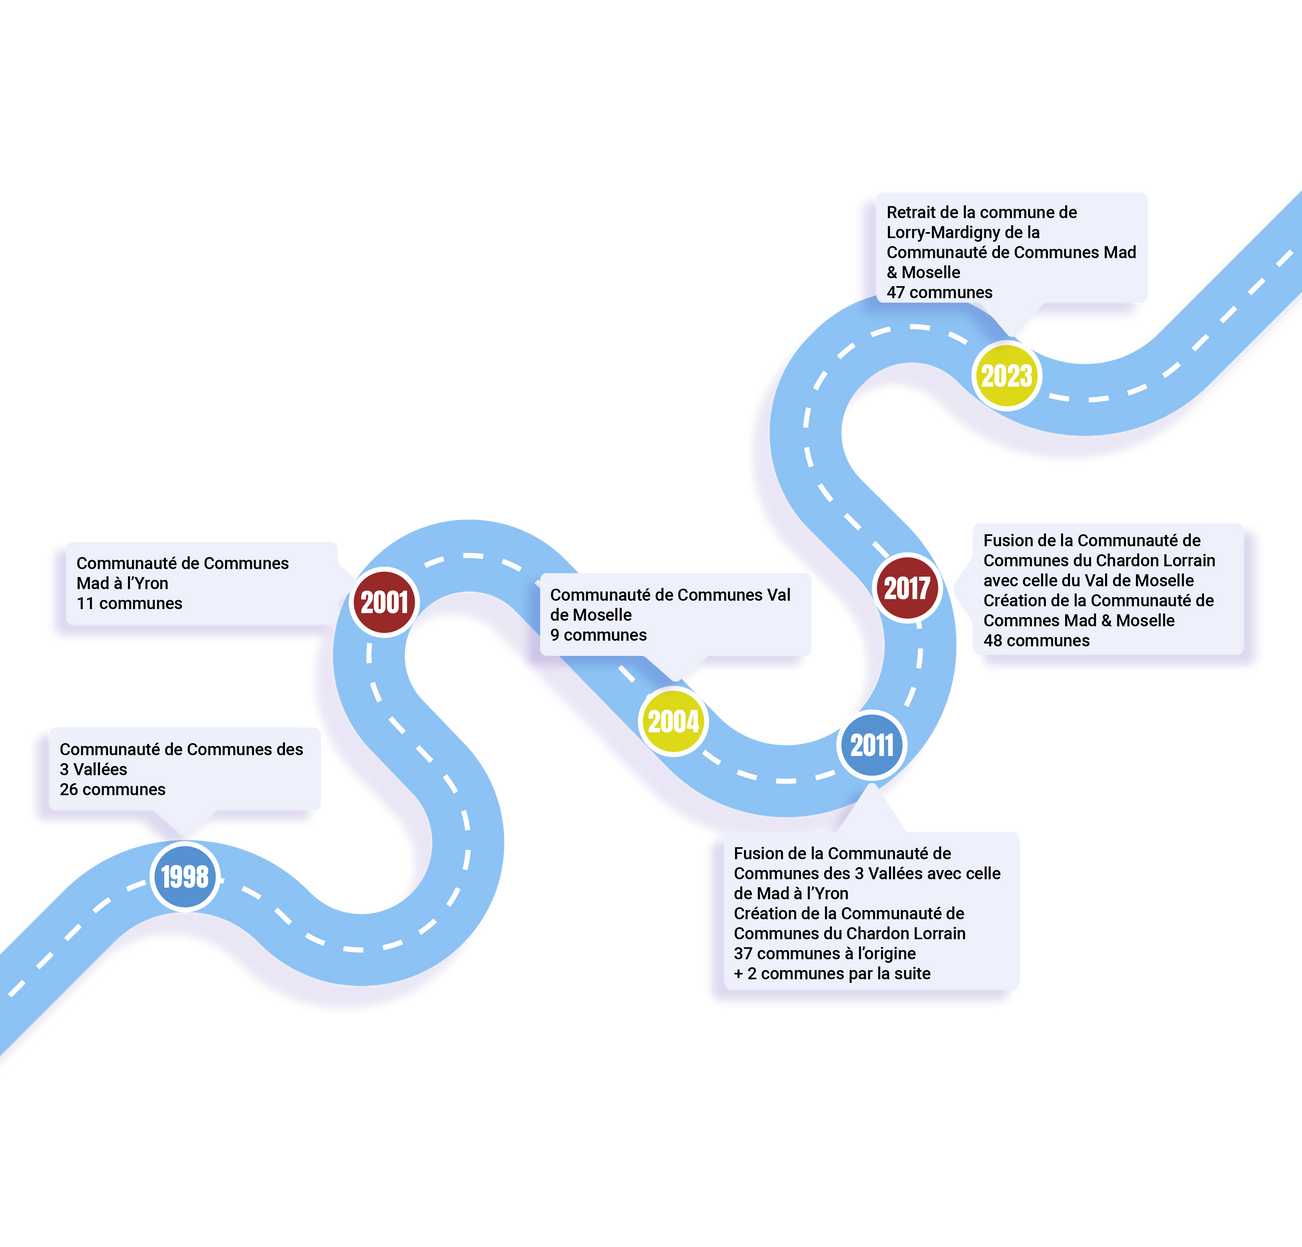 Retrait de la commune de
Lorry-Mardigny de la
Communauté de Communes Mad
& Moselle
47 communes
2023
Fusion de la Communauté de
Communes du Chardon Lorrain
avec celle du Val de Moselle
Création de la Communauté de
Commnes Mad & Moselle
48 communes
2017
Communauté de Communes
Mad à l’Yron
11 communes
2001
Communauté de Communes Val
de Moselle
9 communes
2004
2011
Communauté de Communes des
3 Vallées
26 communes
1998
Fusion de la Communauté de
Communes des 3 Vallées avec celle
de Mad à l’Yron
Création de la Communauté de
Communes du Chardon Lorrain
37 communes à l’origine
+ 2 communes par la suite